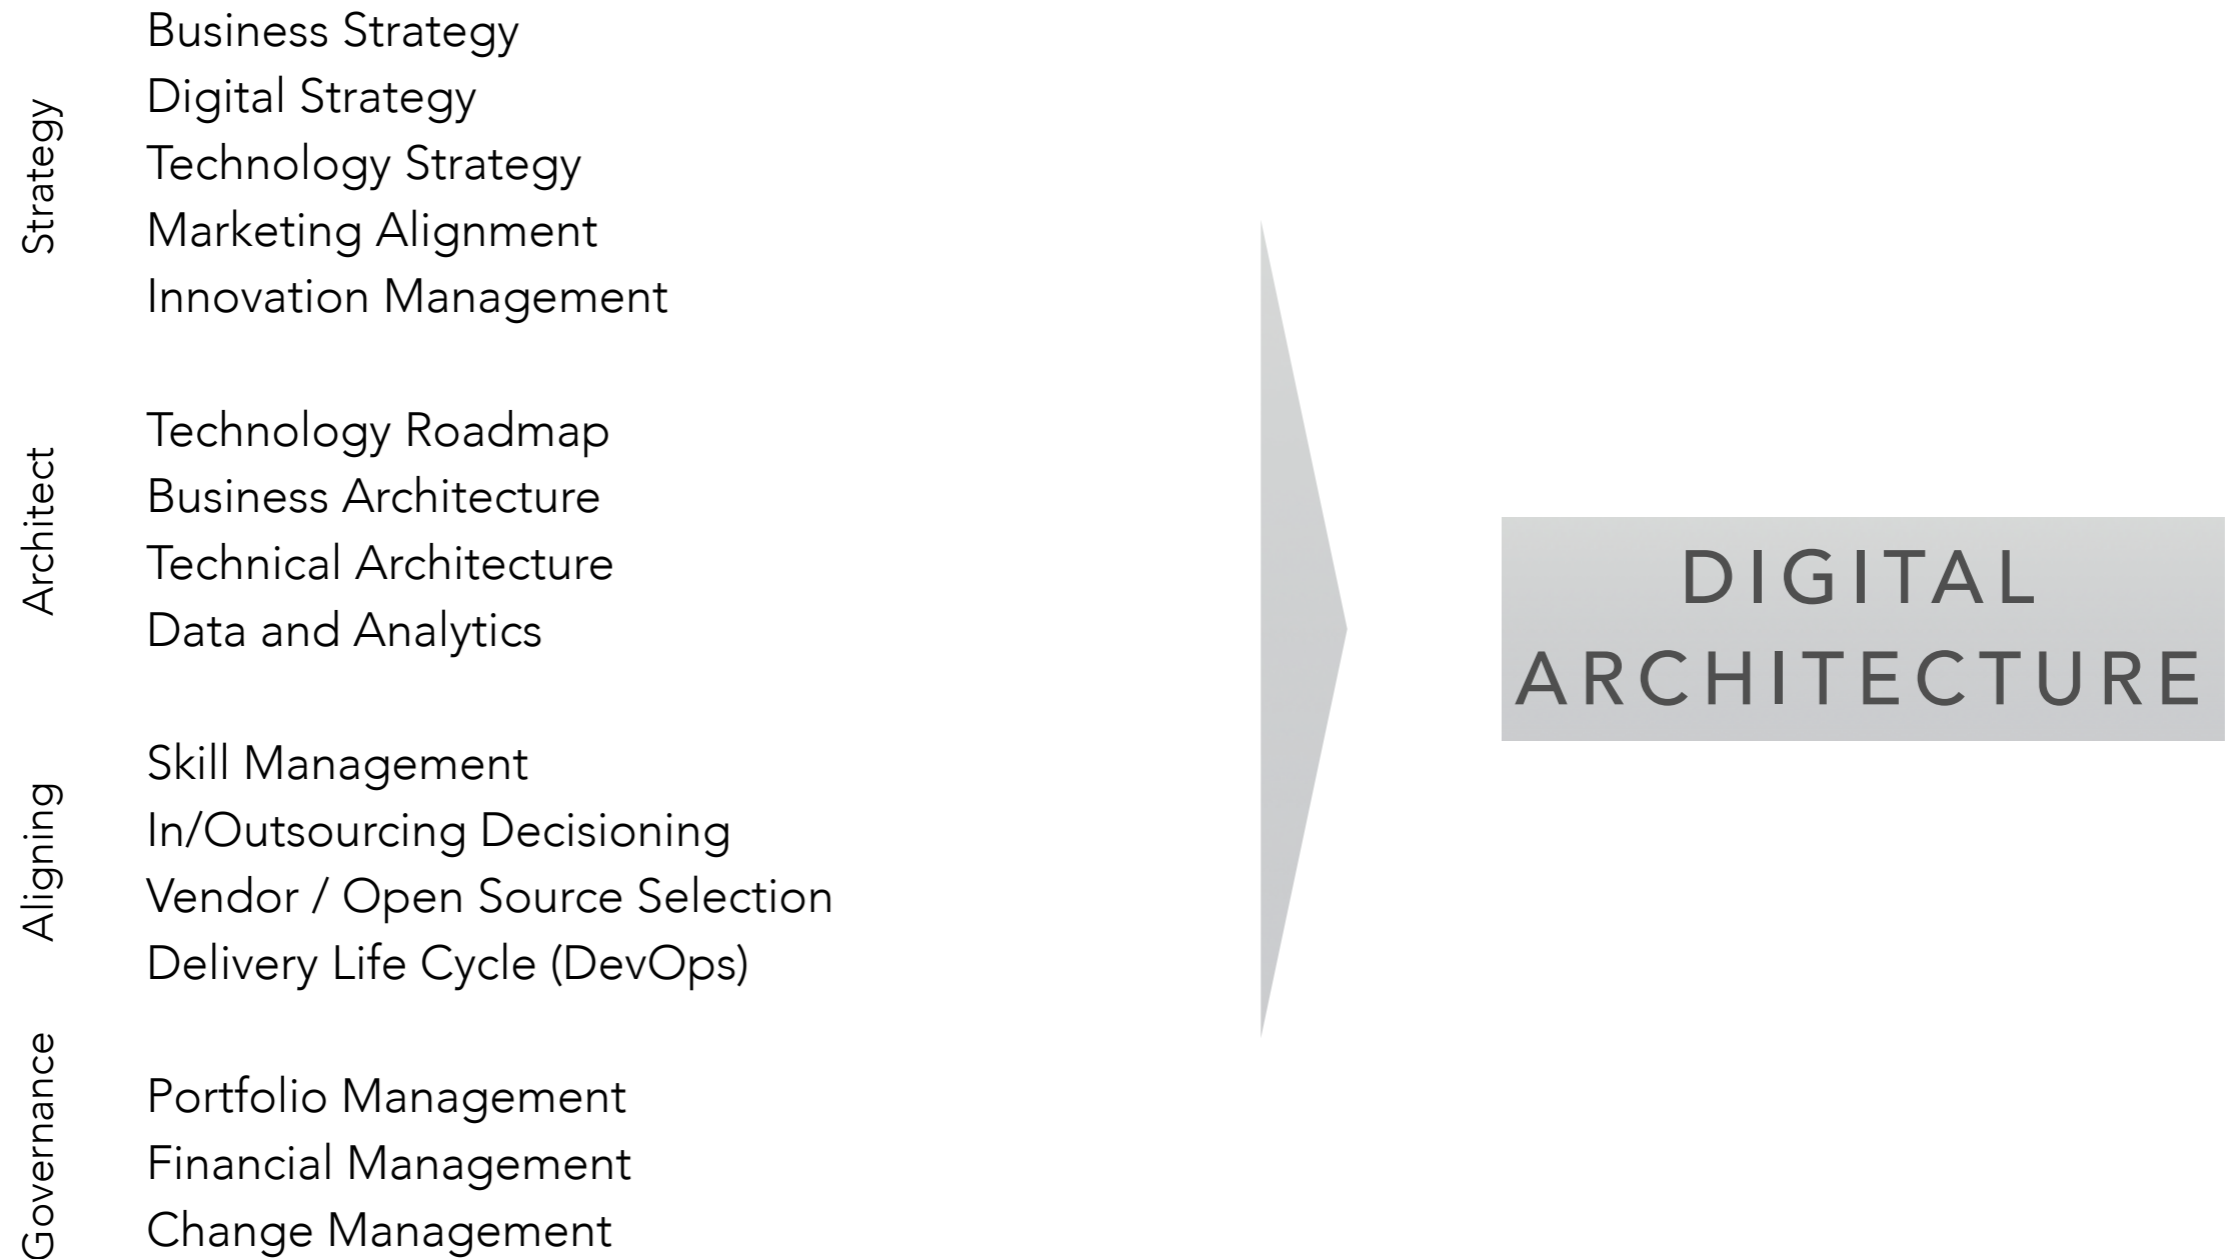 Strategy
Business Strategy
Digital Strategy
Technology Strategy
Marketing Alignment
Innovation Management
Architect
Technology Roadmap
Business Architecture
Technical Architecture
Data and Analytics
Aligning
Skill Management
In/Outsourcing Decisioning
Vendor / Open Source Selection
Delivery Life Cycle (DevOps)
Governance
Portfolio Management
Financial Management
Change Management
DIGITAL
ARCHITECTURE